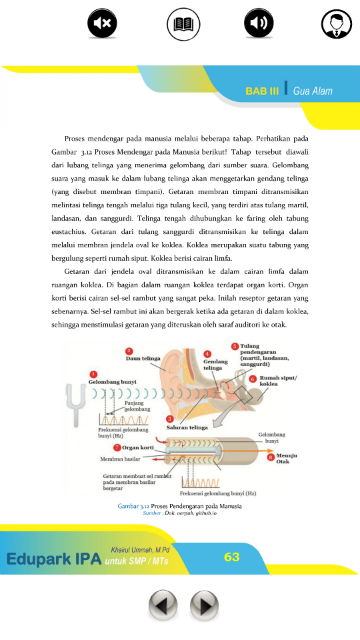 BAB III Gua Alam
Proses mendengar pada manusia melalui beberapa tahap. Perhatikan pada
Gambar 3.12 Proses Mendengar pada Manusia berikut! Tahap tersebut diawali
dari lubang telinga yang menerima gelombang dari sumber suara. Gelombang
suara yang masuk ke dalam lubang telinga akan menggetarkan gendang telinga
(yang disebut membran timpani). Getaran membran timpani ditransmisikan
melintasi telinga tengah melalui tiga tulang kecil, yang terdiri atas tulang martil,
landasan, dan sanggurdi. Telinga tengah dihubungkan ke faring oleh tabung
eustachius. Getaran dari tulang sanggurdi ditransmisikan ke telinga dalam
melalui membran jendela oval ke koklea. Koklea merupakan suatu tabung yang
bergulung seperti rumah siput. Koklea berisi cairan limfa.
Getaran dari jendela oval ditransmisikan ke dalam cairan limfa dalam
ruangan koklea. Di bagian dalam ruangan koklea terdapat organ korti. Organ
korti berisi cairan sel-sel rambut yang sangat peka. Inilah reseptor getaran yang
sebenarnya. Sel-sel rambut ini akan bergerak ketika ada getaran di dalam koklea,
sehingga menstimulasi getaran yang diteruskan oleh saraf auditori ke otak.
1
Gelombang bunyi
2
Daun telinga
4
Gendang
telinga
5
Tulang
pendengaran
(martil, landasan,
sanggurdi)
6
Rumah siput/
koklea
Panjang
gelombang
Frekuensi gelombang
bunyi (Hz)
3
Saluran telinga
7
Organ korti
Membran basilar
Gelombang
bunyi
8
Menuju
Otak
Getaran membuat sel rambut
pada membran basilar
bergetar
Frekuensi gelombang bunyi (Hz)
Gambar 3.12 Proses Pendengaran pada Manusia
Edupark IPA
Khairul Ummah, M.Pd
untuk SMP / MTs
63